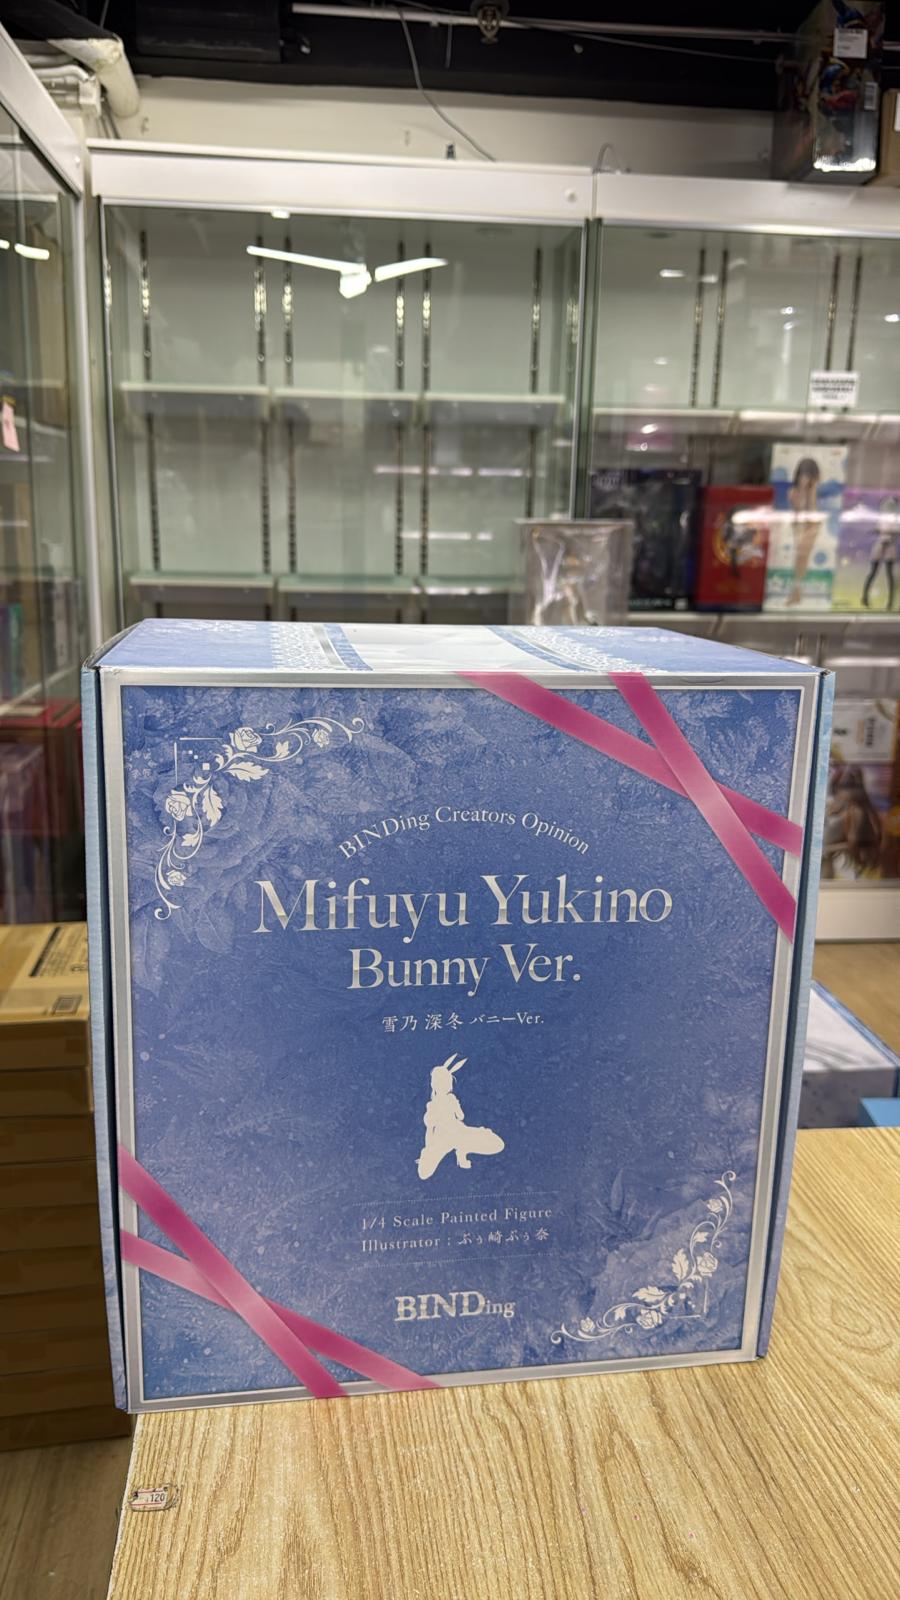 BINDing Creators Opinion
Mifuyu Yukino
Bunny Ver.
雪乃 深冬 バニーVer.
1/4 Scale Painted Figure
Illustrator : ぶぅ崎ぶぅ奈
BINDing
120